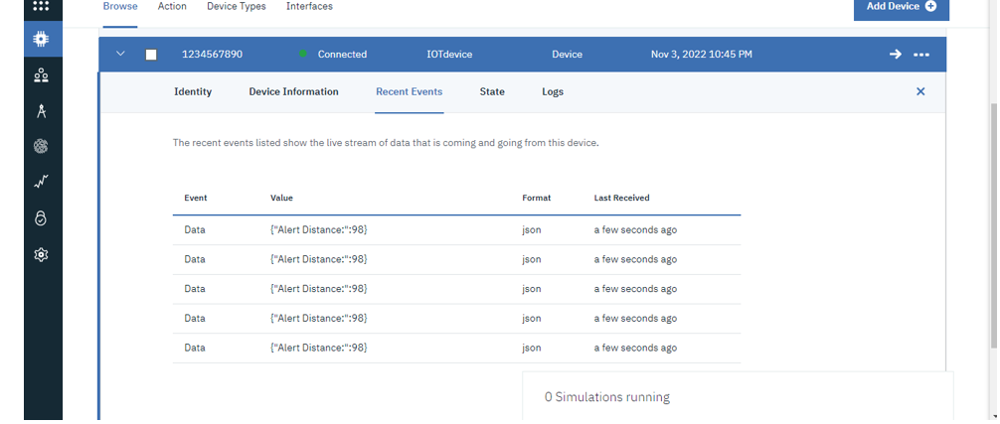 Browse Action Device Types Interfaces Add Device
1234567890 Connected IOTdevice Device Nov 3, 2022 10:45 PM
Identity Device Information Recent Events State Logs
The recent events listed show the live stream of data that is coming and going from this device.
Event Value Format Last Received
Data {"Alert Distance:":98} json a few seconds ago
Data {"Alert Distance:":98} json a few seconds ago
Data {"Alert Distance:":98} json a few seconds ago
Data {"Alert Distance:":98} json a few seconds ago
Data {"Alert Distance:":98} json a few seconds ago
0 Simulations running